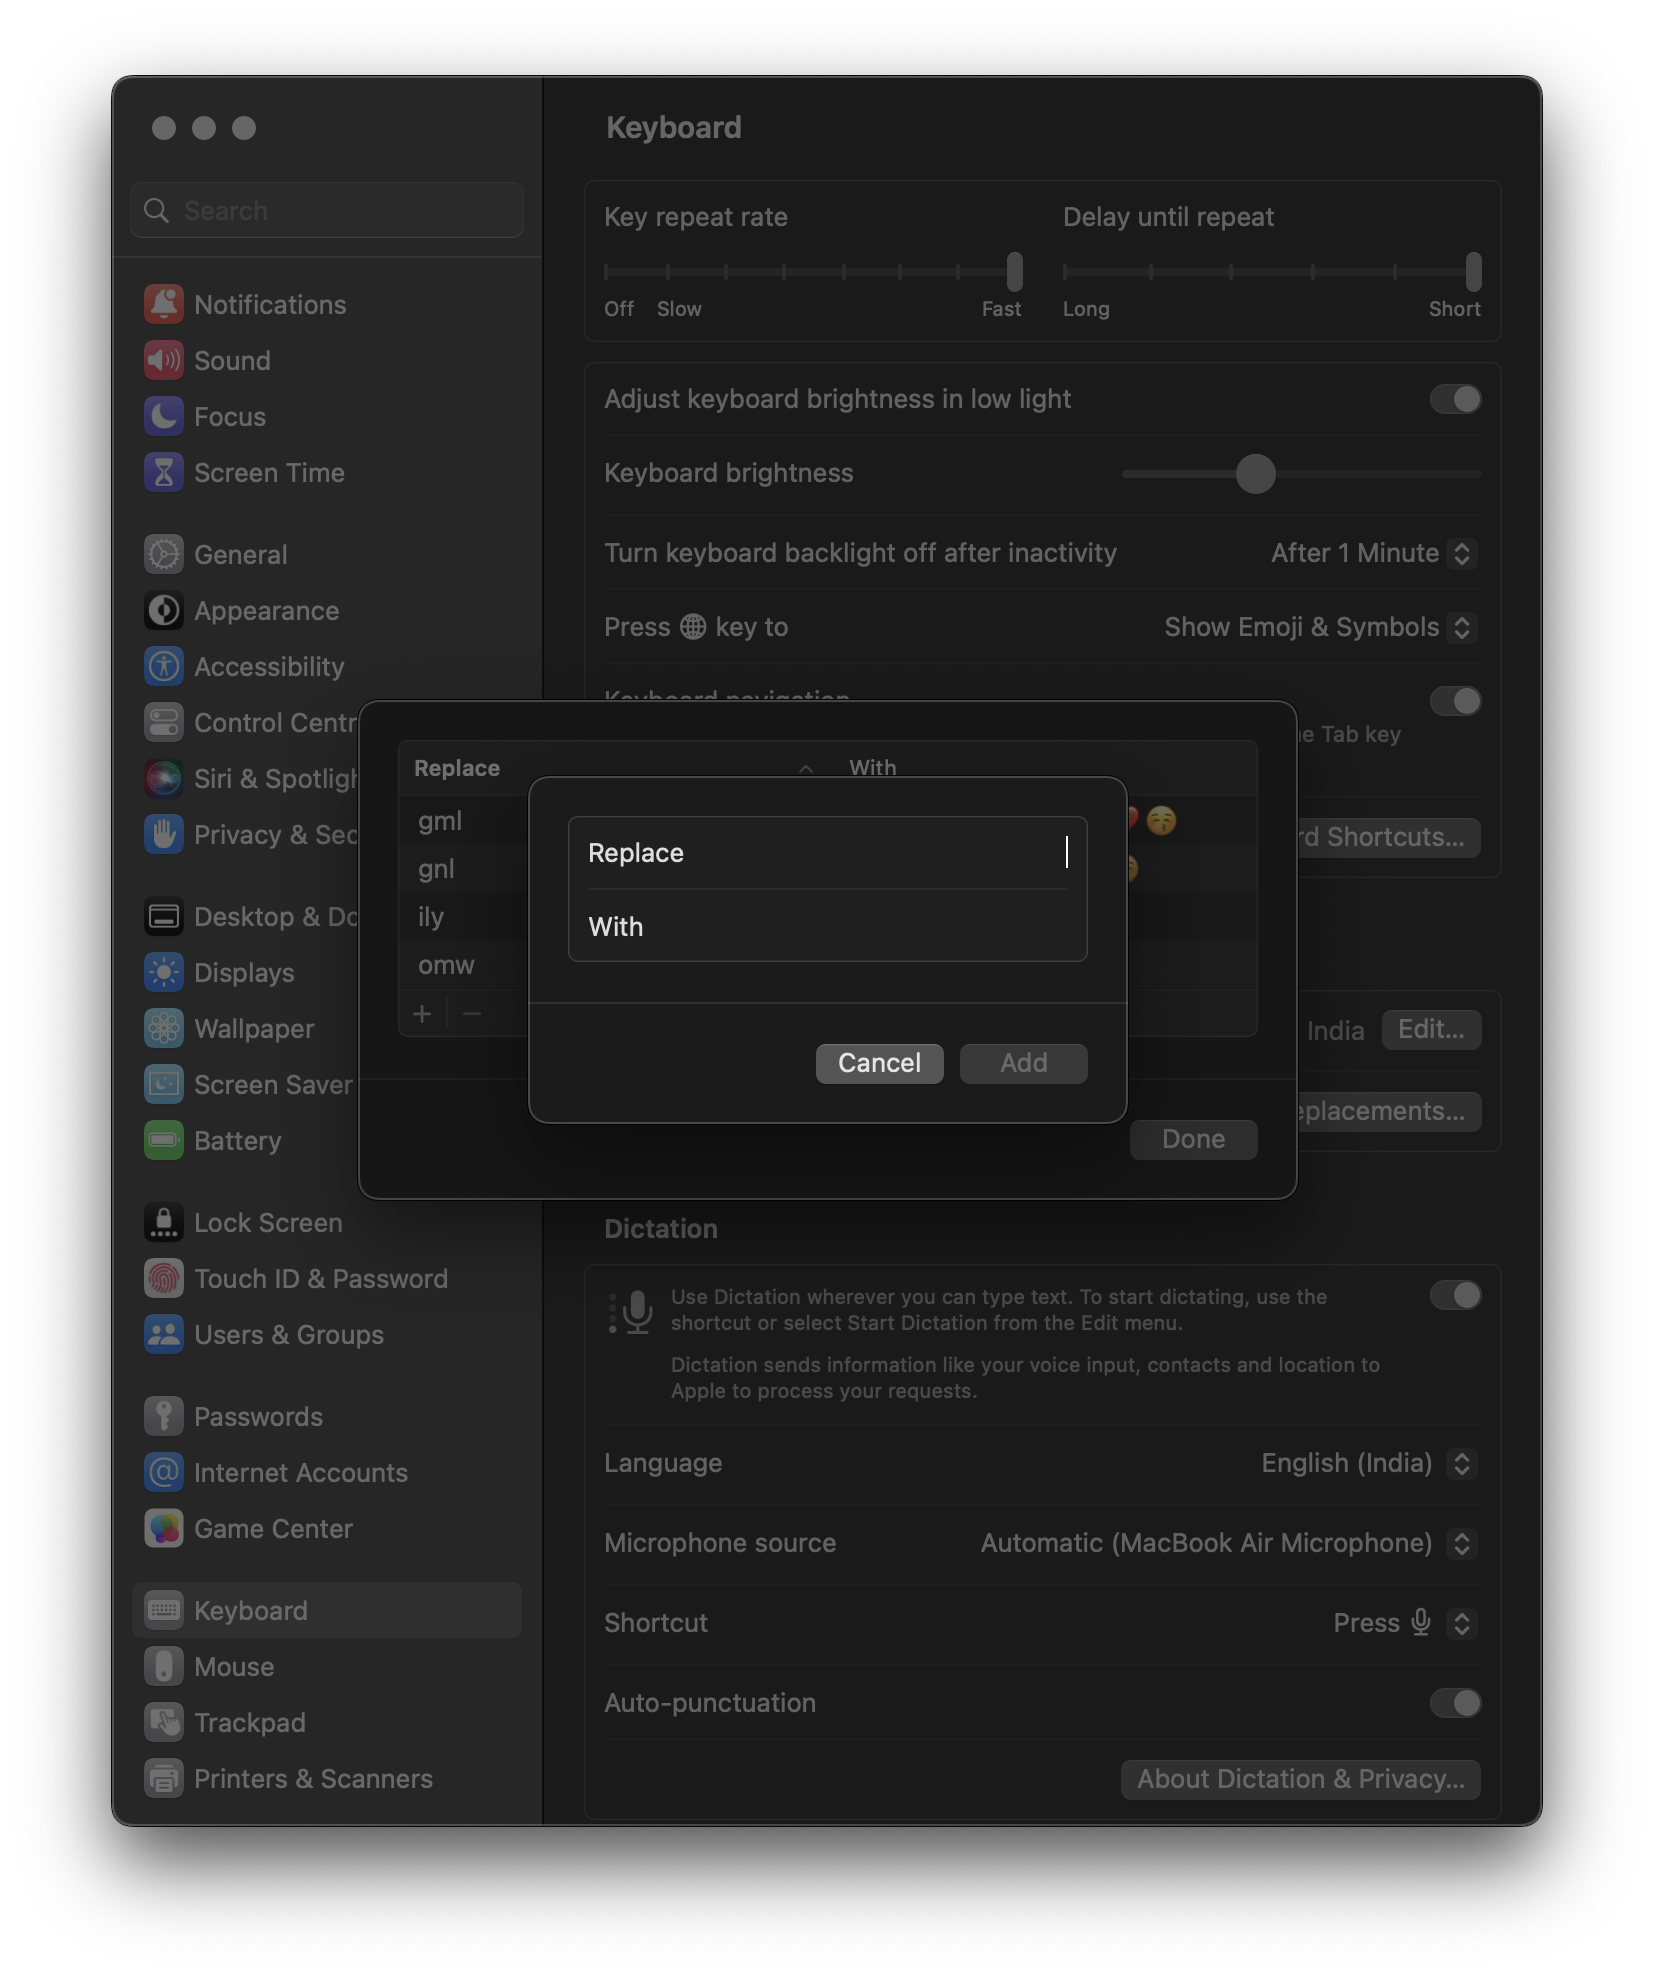 Search
Notifications
Sound
Focus
Screen Time
General
Appearance
Accessibility
Control Centr
Siri & Spotligh
Privacy & Sec
Desktop & Do
Displays
Wallpaper
Screen Saver
Battery
Lock Screen
Touch ID & Password
Users & Groups
Passwords
Internet Accounts
Game Center
Keyboard
Mouse
Trackpad
Printers & Scanners
Keyboard
Key repeat rate
Off Slow Fast
Delay until repeat
Long Short
Adjust keyboard brightness in low light
Keyboard brightness
Turn keyboard backlight off after inactivity After 1 Minute
Press 🌐 key to Show Emoji & Symbols
Keyboard navigation
e Tab key
rd Shortcuts...
India Edit...
eplacements...
Replace With
gml
gnl
ily
omw
Done
Replace
With
Cancel Add
Dictation
Use Dictation wherever you can type text. To start dictating, use the
shortcut or select Start Dictation from the Edit menu.
Dictation sends information like your voice input, contacts and location to
Apple to process your requests.
Language English (India)
Microphone source Automatic (MacBook Air Microphone)
Shortcut Press
Auto-punctuation
About Dictation & Privacy...